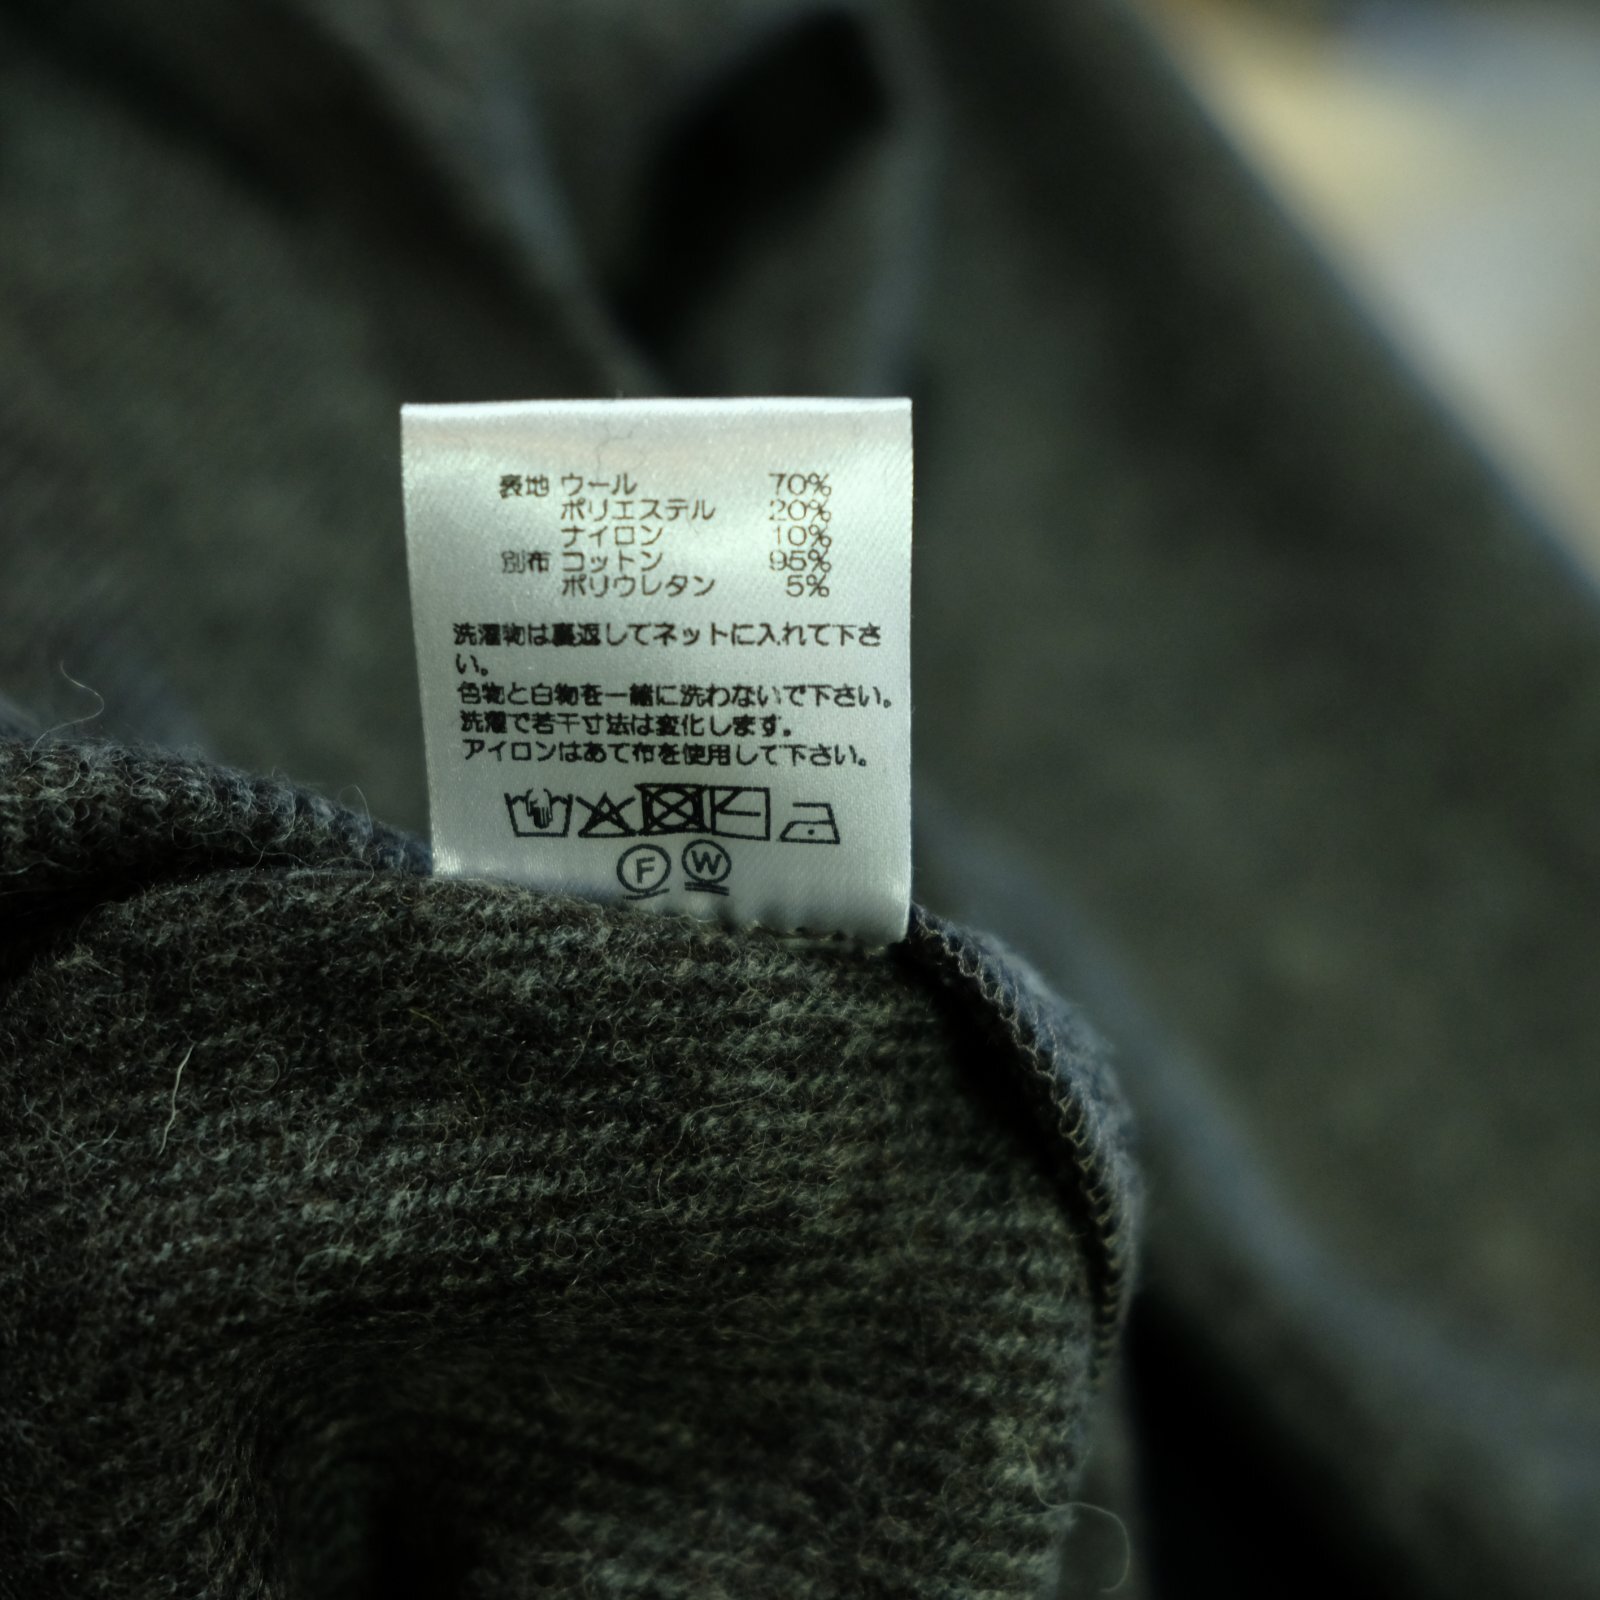 表地 ウール 70%
ポリエステル 20%
ナイロン 10%
別布 コットン 95%
ポリウレタン 5%
洗濯物は裏返してネットに入れて下さ
い。
色物と白物を一緒に洗わないで下さい。
洗濯で若干寸法は変化します。
アイロンはあて布を使用して下さい。
F W